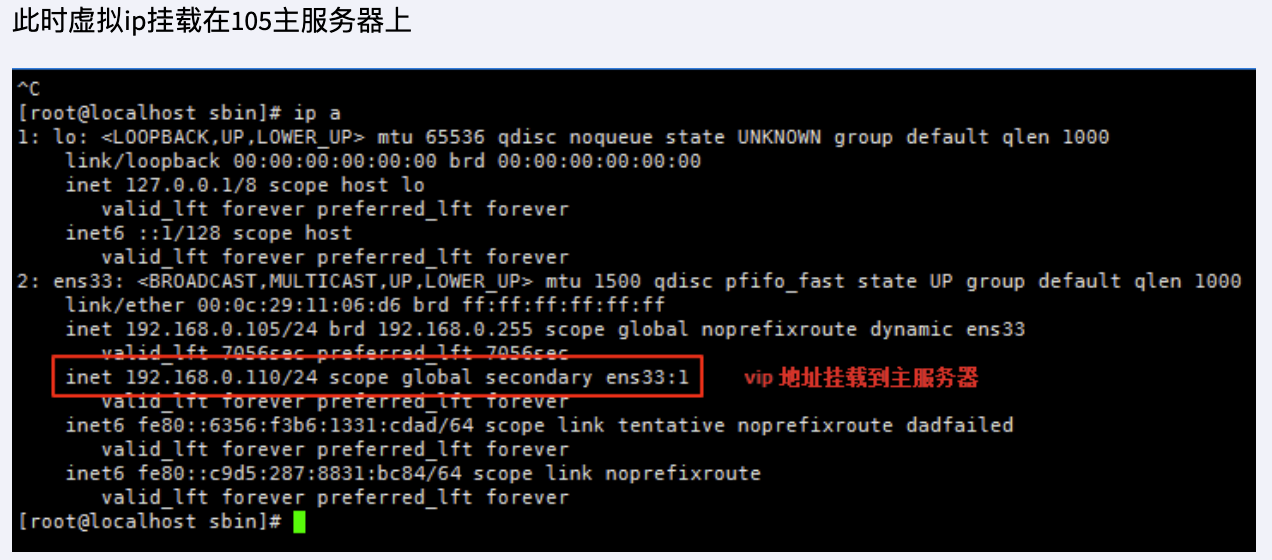 此时虚拟ip挂载在105主服务器上
^C
[root@localhost sbin]# ip a
1: lo: <LOOPBACK,UP,LOWER_UP> mtu 65536 qdisc noqueue state UNKNOWN group default qlen 1000
    link/loopback 00:00:00:00:00:00 brd 00:00:00:00:00:00
    inet 127.0.0.1/8 scope host lo
       valid_lft forever preferred_lft forever
    inet6 ::1/128 scope host
       valid_lft forever preferred_lft forever
2: ens33: <BROADCAST,MULTICAST,UP,LOWER_UP> mtu 1500 qdisc pfifo_fast state UP group default qlen 1000
    link/ether 00:0c:29:11:06:d6 brd ff:ff:ff:ff:ff:ff
    inet 192.168.0.105/24 brd 192.168.0.255 scope global noprefixroute dynamic ens33
       valid_lft 7056sec preferred_lft 7056sec
    inet 192.168.0.110/24 scope global secondary ens33:1 vip 地址挂载到主服务器
       valid_lft forever preferred_lft forever
    inet6 fe80::6356:f3b6:1331:cdad/64 scope link tentative noprefixroute dadfailed
       valid_lft forever preferred_lft forever
    inet6 fe80::c9d5:287:8831:bc84/64 scope link noprefixroute
       valid_lft forever preferred_lft forever
[root@localhost sbin]#